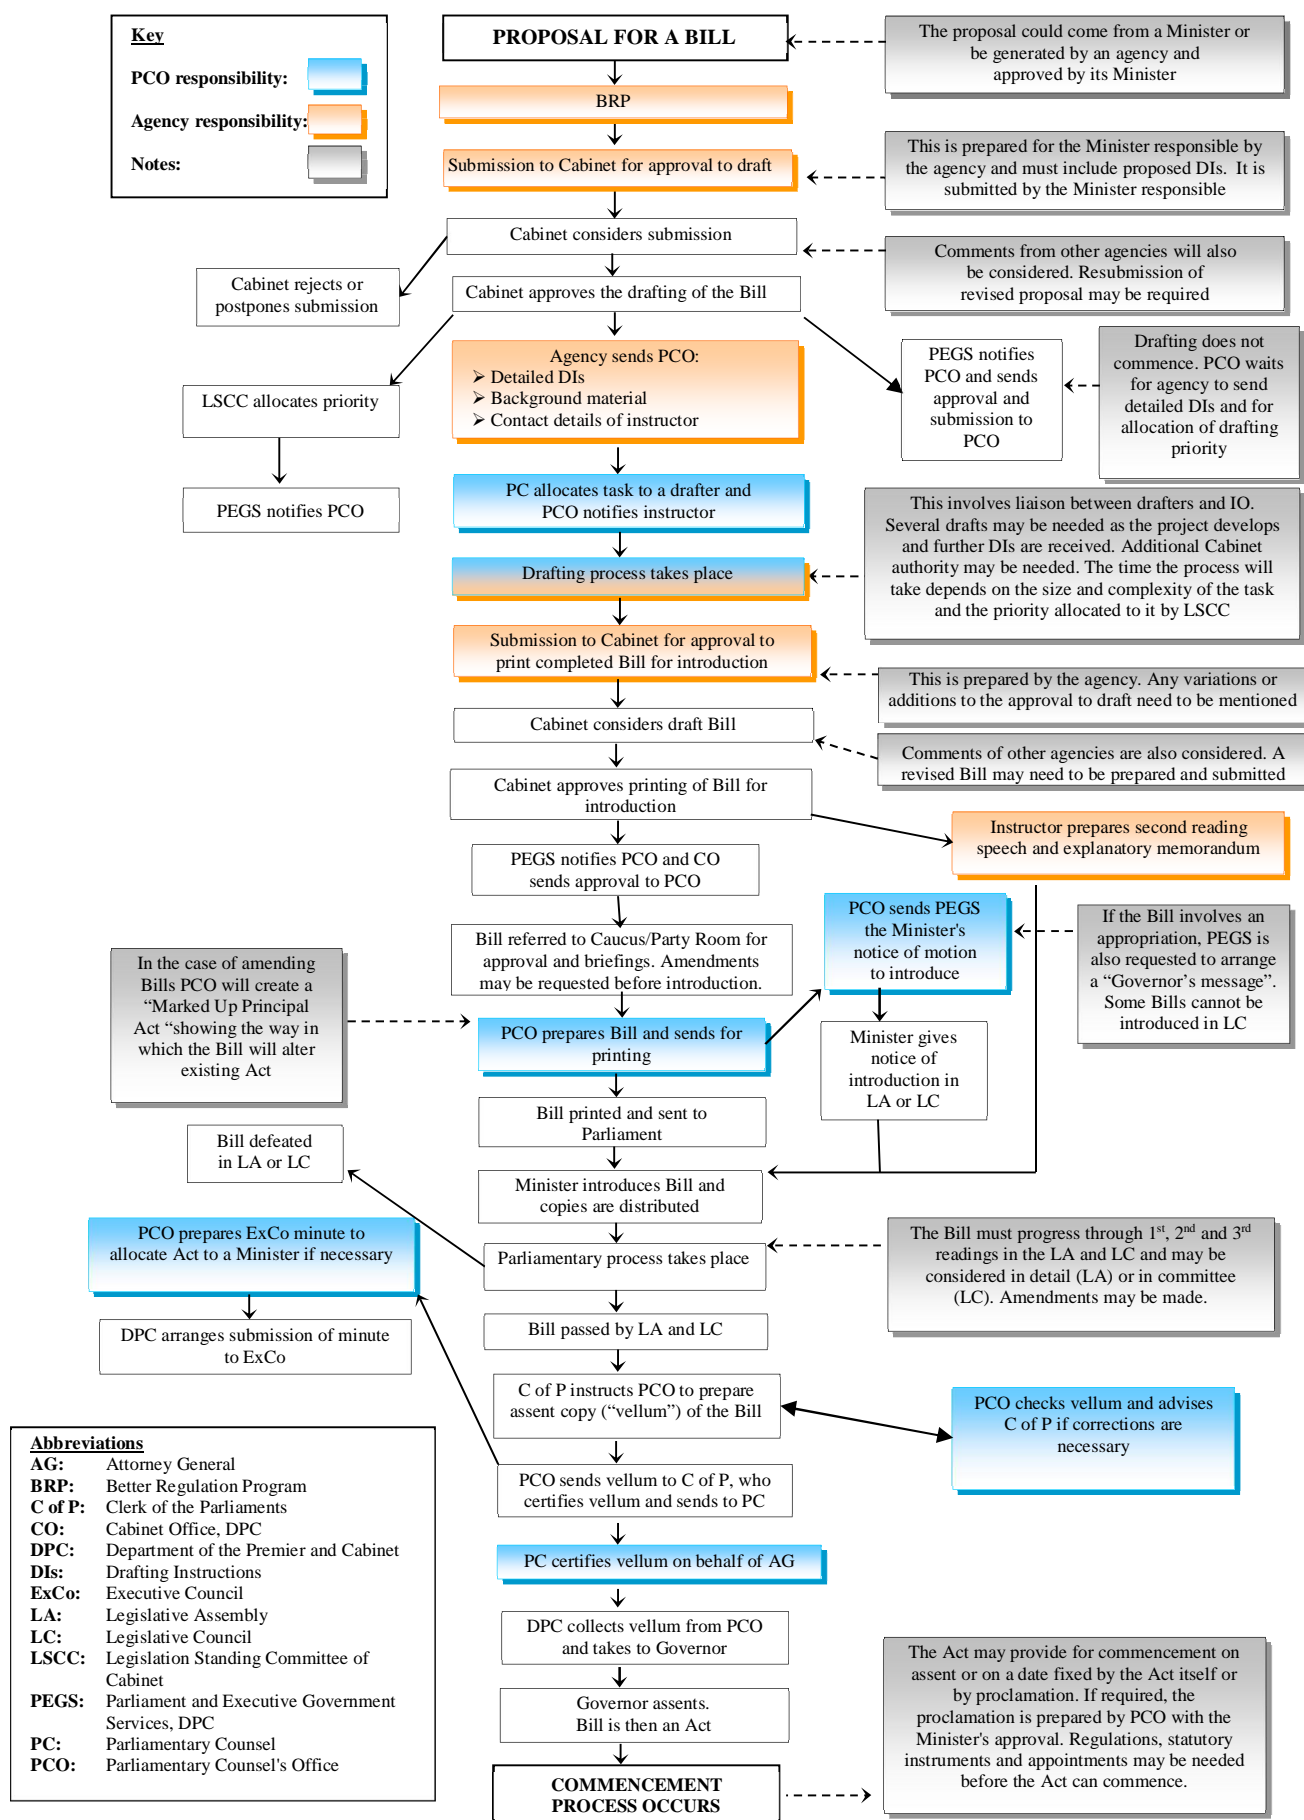 Key
PCO responsibility:
Agency responsibility:
Notes:
PROPOSAL FOR A BILL
The proposal could come from a Minister or
be generated by an agency and
approved by its Minister
BRP
Submission to Cabinet for approval to draft
This is prepared for the Minister responsible by
the agency and must include proposed DIs.  It is
submitted by the Minister responsible
Cabinet considers submission
Comments from other agencies will also
be considered. Resubmission of
revised proposal may be required
Cabinet rejects or
postpones submission
Cabinet approves the drafting of the Bill
Agency sends PCO:
➢ Detailed DIs
➢ Background material
➢ Contact details of instructor
PEGS notifies
PCO and sends
approval and
submission to
PCO
Drafting does not
commence. PCO waits
for agency to send
detailed DIs and for
allocation of drafting
priority
LSCC allocates priority
PEGS notifies PCO
PC allocates task to a drafter and
PCO notifies instructor
This involves liaison between drafters and IO.
Several drafts may be needed as the project develops
and further DIs are received. Additional Cabinet
authority may be needed. The time the process will
take depends on the size and complexity of the task
and the priority allocated to it by LSCC
Drafting process takes place
Submission to Cabinet for approval to
print completed Bill for introduction
This is prepared by the agency. Any variations or
additions to the approval to draft need to be mentioned
Cabinet considers draft Bill
Comments of other agencies are also considered. A
revised Bill may need to be prepared and submitted
Cabinet approves printing of Bill for
introduction
Instructor prepares second reading
speech and explanatory memorandum
PEGS notifies PCO and CO
sends approval to PCO
PCO sends PEGS
the Minister's
notice of motion
to introduce
If the Bill involves an
appropriation, PEGS is
also requested to arrange
a “Governor’s message”.
Some Bills cannot be
introduced in LC
Bill referred to Caucus/Party Room for
approval and briefings. Amendments
may be requested before introduction.
In the case of amending
Bills PCO will create a
“Marked Up Principal
Act “showing the way in
which the Bill will alter
existing Act
PCO prepares Bill and sends for
printing
Minister gives
notice of
introduction in
LA or LC
Bill printed and sent to
Parliament
Bill defeated
in LA or LC
Minister introduces Bill and
copies are distributed
PCO prepares ExCo minute to
allocate Act to a Minister if necessary
Parliamentary process takes place
The Bill must progress through 1st, 2nd and 3rd
readings in the LA and LC and may be
considered in detail (LA) or in committee
(LC). Amendments may be made.
DPC arranges submission of minute
to ExCo
Bill passed by LA and LC
C of P instructs PCO to prepare
assent copy (“vellum”) of the Bill
PCO checks vellum and advises
C of P if corrections are
necessary
PCO sends vellum to C of P, who
certifies vellum and sends to PC
PC certifies vellum on behalf of AG
DPC collects vellum from PCO
and takes to Governor
Governor assents.
Bill is then an Act
The Act may provide for commencement on
assent or on a date fixed by the Act itself or
by proclamation. If required, the
proclamation is prepared by PCO with the
Minister's approval. Regulations, statutory
instruments and appointments may be needed
before the Act can commence.
COMMENCEMENT
PROCESS OCCURS
Abbreviations
AG: Attorney General
BRP: Better Regulation Program
C of P: Clerk of the Parliaments
CO: Cabinet Office, DPC
DPC: Department of the Premier and Cabinet
DIs: Drafting Instructions
ExCo: Executive Council
LA: Legislative Assembly
LC: Legislative Council
LSCC: Legislation Standing Committee of
Cabinet
PEGS: Parliament and Executive Government
Services, DPC
PC: Parliamentary Counsel
PCO: Parliamentary Counsel's Office